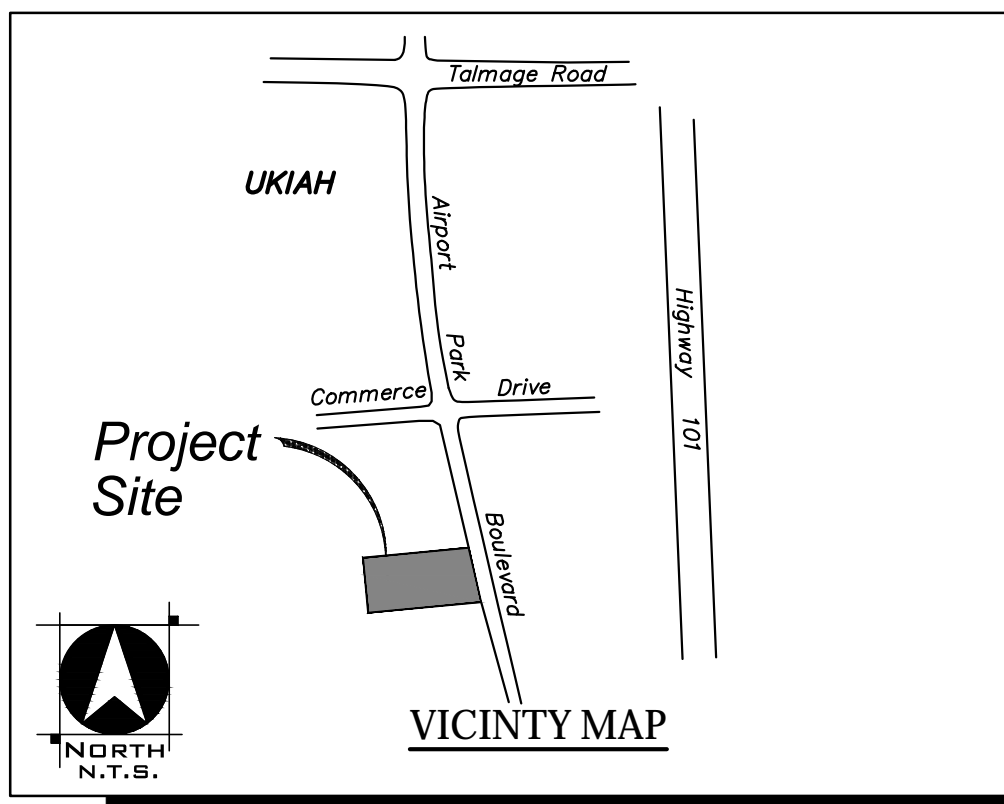 Talmage Road
UKIAH
Airport
Park
Highway 101
Commerce Drive
Project
Site
Boulevard
VICINTY MAP
NORTH
N.T.S.